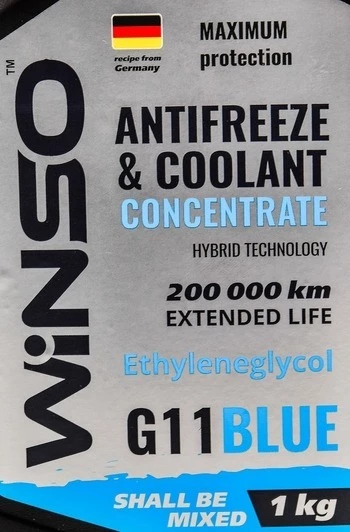 MAXIMUM
protection
recipe from
Germany
WiNSO
TM
ANTIFREEZE
& COOLANT
CONCENTRATE
HYBRID TECHNOLOGY
200 000 km
EXTENDED LIFE
Ethyleneglycol
G11BLUE
SHALL BE
MIXED
1 kg